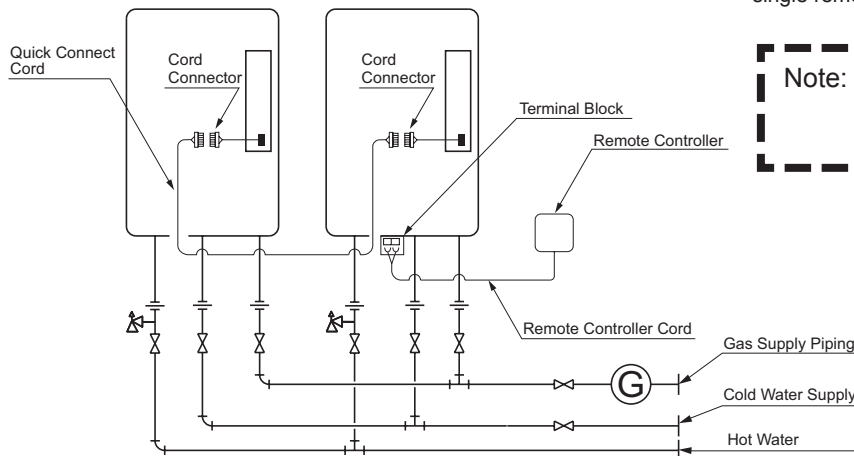 Quick Connect
Cord
Cord
Connector
Cord
Connector
Terminal Block
Remote Controller
Note:
Remote Controller Cord
G
Gas Supply Piping
Cold Water Supply
Hot Water